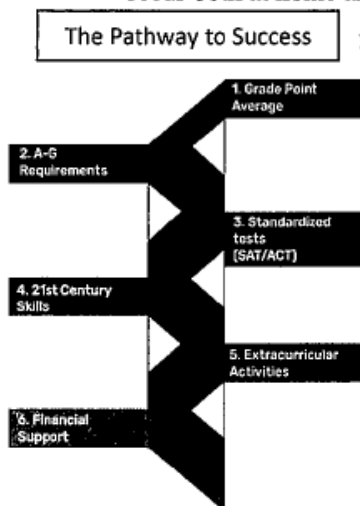 The Pathway to Success
1. Grade Point
Average
2. A-G
Requirements
3. Standardized
tests
(SAT/ACT)
4. 21st Century
Skills
5. Extracurricular
Activities
6. Financial
Support